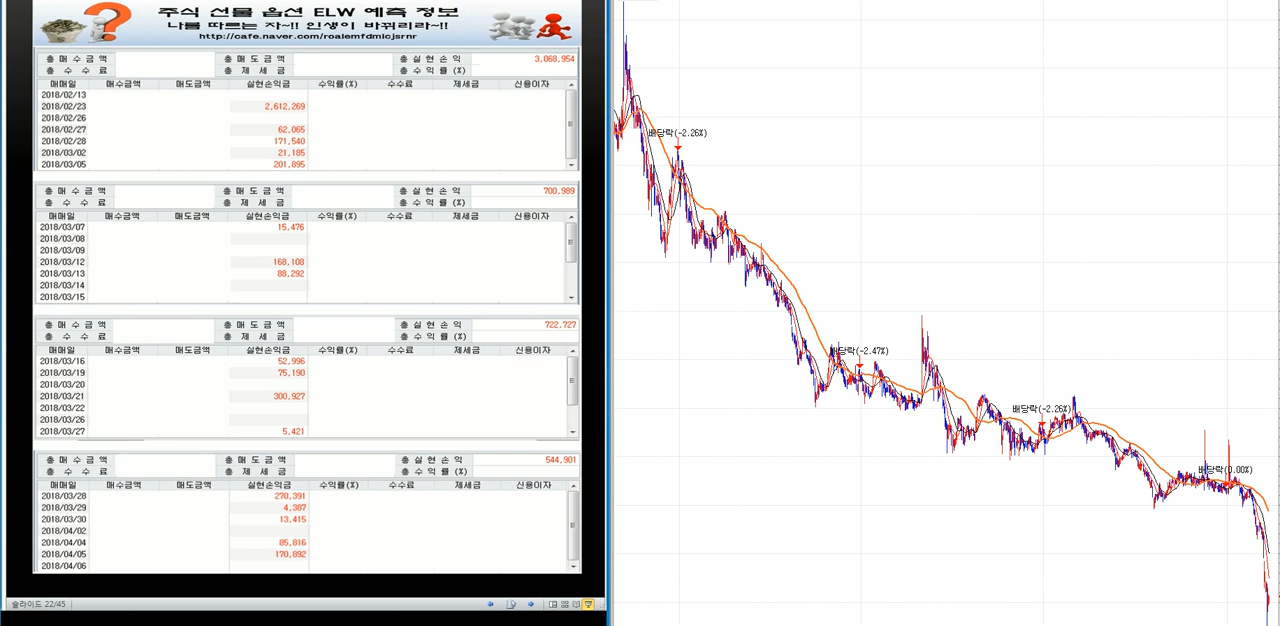 주식 선물 옵션 ELW 예측 정보
나를 따르는 자~!! 인생이 바뀌리라~!!
http://cafe.naver.com/roalemfdmlcjsrnr
총 매 수 금 액 총 매 도 금 액 총 실 현 손 익 3,068,954
총 수 수 료 총 제 세 금 총 수 익 률 (%)
매매일 매수금액 매도금액 실현손익금 수익률(%) 수수료 제세금 신용이자
2018/02/13
2018/02/23 2,612,269
2018/02/26
2018/02/27 62,065
2018/02/28 171,540
2018/03/02 21,185
2018/03/05 201,895
총 매 수 금 액 총 매 도 금 액 총 실 현 손 익 700,989
총 수 수 료 총 제 세 금 총 수 익 률 (%)
매매일 매수금액 매도금액 실현손익금 수익률(%) 수수료 제세금 신용이자
2018/03/07 15,476
2018/03/08
2018/03/09
2018/03/12 168,108
2018/03/13 88,292
2018/03/14
2018/03/15
총 매 수 금 액 총 매 도 금 액 총 실 현 손 익 722,727
총 수 수 료 총 제 세 금 총 수 익 률 (%)
매매일 매수금액 매도금액 실현손익금 수익률(%) 수수료 제세금 신용이자
2018/03/16 52,996
2018/03/19 75,190
2018/03/20
2018/03/21 300,927
2018/03/22
2018/03/26
2018/03/27 5,421
총 매 수 금 액 총 매 도 금 액 총 실 현 손 익 544,901
총 수 수 료 총 제 세 금 총 수 익 률 (%)
매매일 매수금액 매도금액 실현손익금 수익률(%) 수수료 제세금 신용이자
2018/03/28 270,391
2018/03/29 4,387
2018/03/30 13,415
2018/04/02
2018/04/04 85,816
2018/04/05 170,892
2018/04/06
슬라이드 22/45
배당락(-2.26%)
배당락(-2.47%)
배당락(-2.26%)
배당락(0.00%)